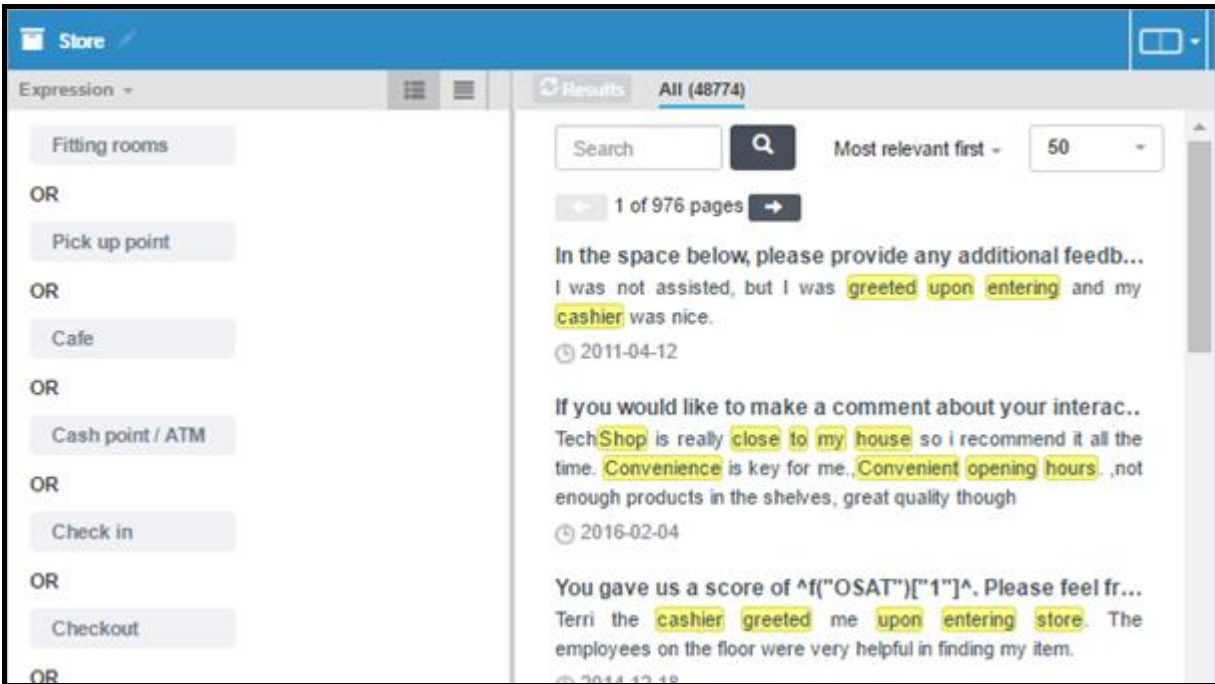 Store
Expression
Results
All (48774)
Fitting rooms
OR
Pick up point
OR
Cafe
OR
Cash point / ATM
OR
Check in
OR
Checkout
OR
Search
Most relevant first
50
1 of 976 pages
In the space below, please provide any additional feedb...
I was not assisted, but I was greeted upon entering and my
cashier was nice.
2011-04-12
If you would like to make a comment about your interac..
TechShop is really close to my house so i recommend it all the
time. Convenience is key for me.,Convenient opening hours. ,not
enough products in the shelves, great quality though
2016-02-04
You gave us a score of ^f("OSAT")["1"]^. Please feel fr...
Terri the cashier greeted me upon entering store. The
employees on the floor were very helpful in finding my item.
2014-12-18